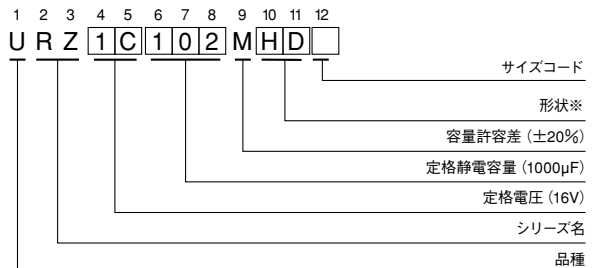 1 2 3 4 5 6 7 8 9 10 11 12
U R Z 1 C 1 0 2 M H D
サイズコード
形状※
容量許容差（±20%）
定格静電容量（1000µF）
定格電圧（16V）
シリーズ名
品種